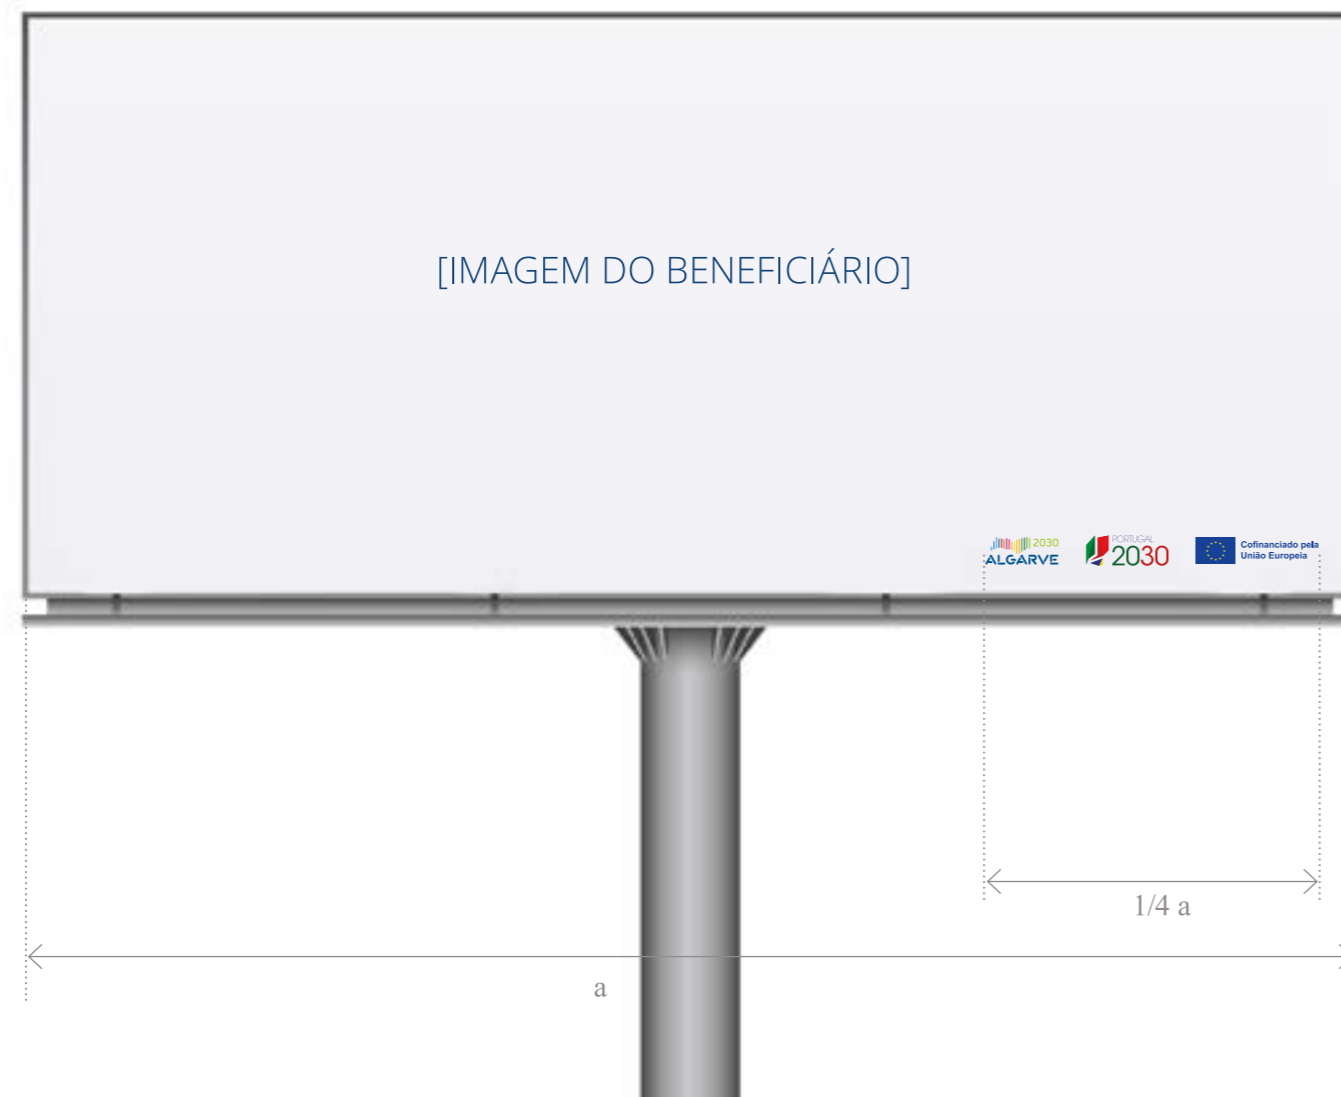 [IMAGEM DO BENEFICIÁRIO]
2030
ALGARVE
PORTUGAL
2030
Cofinanciado pela
União Europeia
1/4 a
a